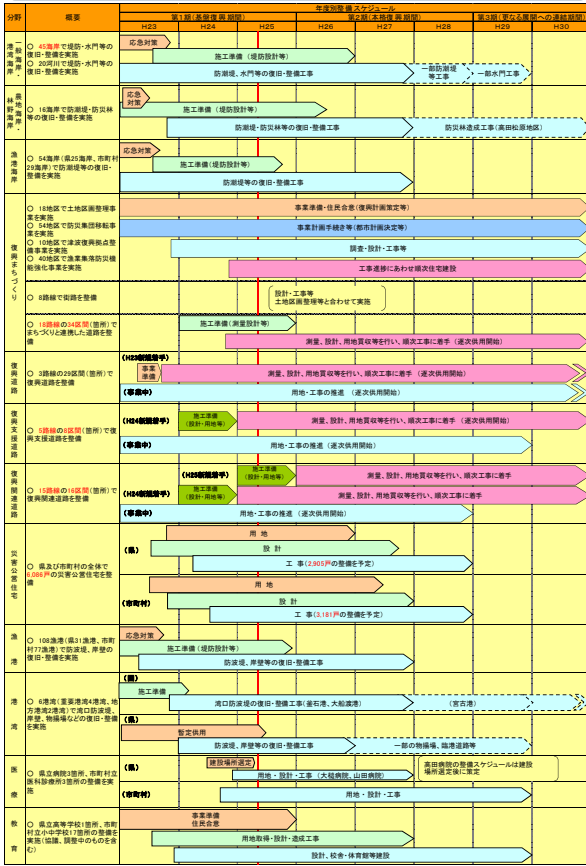 分野
概要
年度別整備スケジュール
第1期(基盤復興期間)
第2期(本格復興期間)
第3期(更なる展開への連結期間)
H23
H24
H25
H26
H27
H28
H29
H30
港湾海岸・一般海岸
○ 45海岸で堤防・水門等の
復旧・整備を実施
○ 20河川で堤防・水門等の
復旧・整備を実施
応急対策
施工準備(堤防設計等)
防潮堤、水門等の復旧・整備工事
一部防潮堤
等工事
一部水門工事
林野海岸・農地海岸
○ 16海岸で防潮堤・防災林
等の復旧・整備を実施
応急
対策
施工準備(堤防設計等)
防潮堤・防災林等の復旧・整備工事
防災林造成工事(高田松原地区)
漁港海岸
○ 54海岸(県25海岸、市町村
29海岸)で防潮堤等の復旧・
整備を実施
応急対策
施工準備(堤防設計等)
防潮堤等の復旧・整備工事
復興まちづくり
○ 18地区で土地区画整理事
業を実施
○ 54地区で防災集団移転事
業を実施
○ 10地区で津波復興拠点整
備事業を実施
○ 40地区で漁業集落防災機
能強化事業を実施
事業準備・住民合意(復興計画策定等)
事業計画手続き等(都市計画決定等)
調査・設計・工事等
工事進捗にあわせ順次住宅建設
○ 8路線で街路を整備
設計・工事等
土地区画整理等と合わせて実施
○ 18路線の34区間(箇所)で
まちづくりと連携した道路を整
備
施工準備(測量設計等)
測量、設計、用地買収等を行い、順次工事に着手(逐次供用開始)
復興道路
○ 3路線の29区間(箇所)で
復興道路を整備
(H23新規着手)
事業
準備
測量、設計、用地買収等を行い、順次工事に着手(逐次供用開始)
(事業中)
用地・工事の推進(逐次供用開始)
復興支援道路
○ 5路線の8区間(箇所)で復
興支援道路を整備
(H24新規着手)
施工準備
(設計・用地等)
測量、設計、用地買収等を行い、順次工事に着手(逐次供用開始)
(事業中)
用地・工事の推進(逐次供用開始)
復興関連道路
○ 15路線の16区間(箇所)で
復興関連道路を整備
(H25新規着手)
施工準備
(設計・用地等)
測量、設計、用地買収等を行い、順次工事に着手
(H24新規着手)
施工準備
(設計・用地等)
測量、設計、用地買収等を行い、順次工事に着手
(事業中)
用地・工事の推進(逐次供用開始)
災害公営住宅
○ 県及び市町村の全体で
6,086戸の災害公営住宅を整
備
(県)
用地
設計
工事(2,905戸の整備を予定)
(市町村)
用地
設計
工事(3,181戸の整備を予定)
漁港
○ 108漁港(県31漁港、市町
村77漁港)で防波堤、岸壁の
復旧・整備を実施
応急対策
施工準備(堤防設計等)
防波堤、岸壁等の復旧・整備工事
港湾
○ 6港湾(重要港湾4港湾、地
方港湾2港湾)で湾口防波堤、
岸壁、物揚場などの復旧・整備
を実施
(国)
施工準備
湾口防波堤の復旧・整備工事(釜石港、大船渡港)
(宮古港)
(県)
暫定供用
防波堤、岸壁等の復旧・整備工事
一部の物揚場、臨港道路等
医療
○ 県立病院3箇所、市町村立
医科診療所3箇所の整備を実
施
(県)
建設場所選定
用地・設計・工事(大槌病院、山田病院)
高田病院の整備スケジュールは建設
場所選定後に策定
(市町村)
用地・設計・工事
教育
○ 県立高等学校1箇所、市町
村立小中学校17箇所の整備を
実施(協議、調整中のものを含
む)
事業準備
住民合意
用地取得・設計・造成工事
設計、校舎・体育館等建設